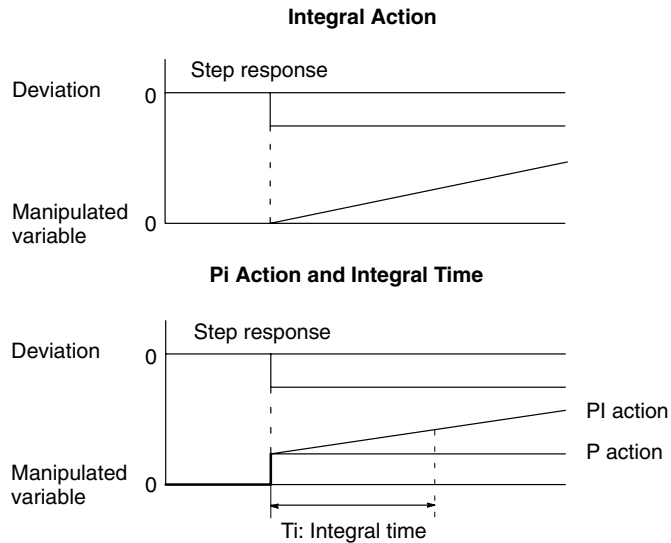 Integral Action
Step response
Deviation
0
Manipulated
variable
0
Pi Action and Integral Time
Step response
Deviation
0
PI action
P action
Manipulated
variable
0
Ti: Integral time